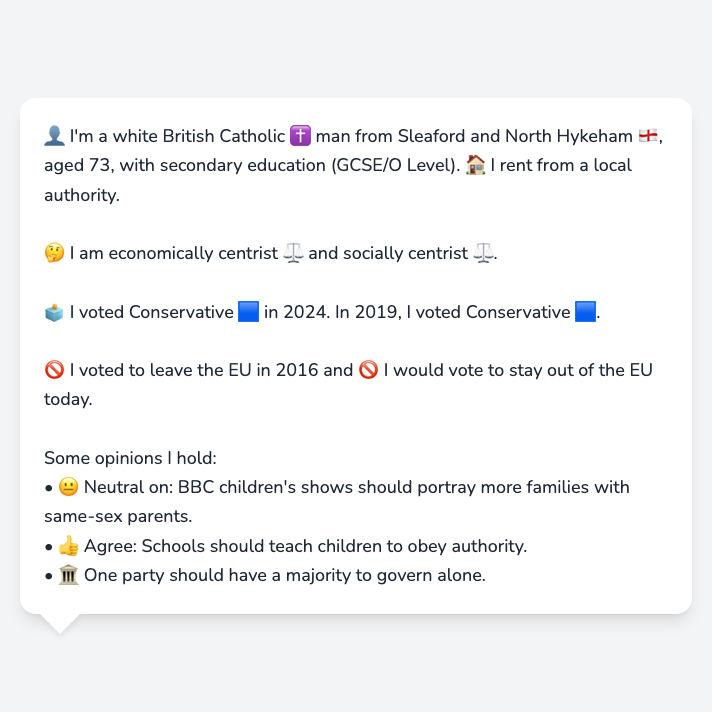 👤 I'm a white British Catholic ✝️ man from Sleaford and North Hykeham 🏴󠁧󠁢󠁥󠁮󠁧󠁿,
aged 73, with secondary education (GCSE/O Level). 🏠 I rent from a local
authority.
🤔 I am economically centrist ⚖️ and socially centrist ⚖️.
🗳️ I voted Conservative 🟦 in 2024. In 2019, I voted Conservative 🟦.
🚫 I voted to leave the EU in 2016 and 🚫 I would vote to stay out of the EU
today.
Some opinions I hold:
• 😐 Neutral on: BBC children's shows should portray more families with
same-sex parents.
• 👍 Agree: Schools should teach children to obey authority.
• 🏛️ One party should have a majority to govern alone.